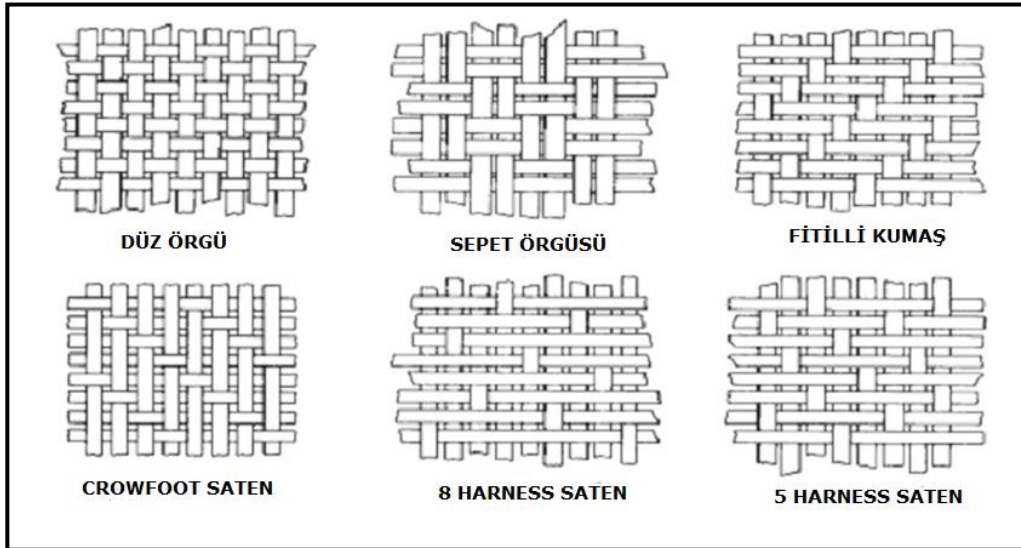 DÜZ ÖRGÜ
SEPET ÖRGÜSÜ
FİTİLLİ KUMAŞ
CROWFOOT SATEN
8 HARNESS SATEN
5 HARNESS SATEN